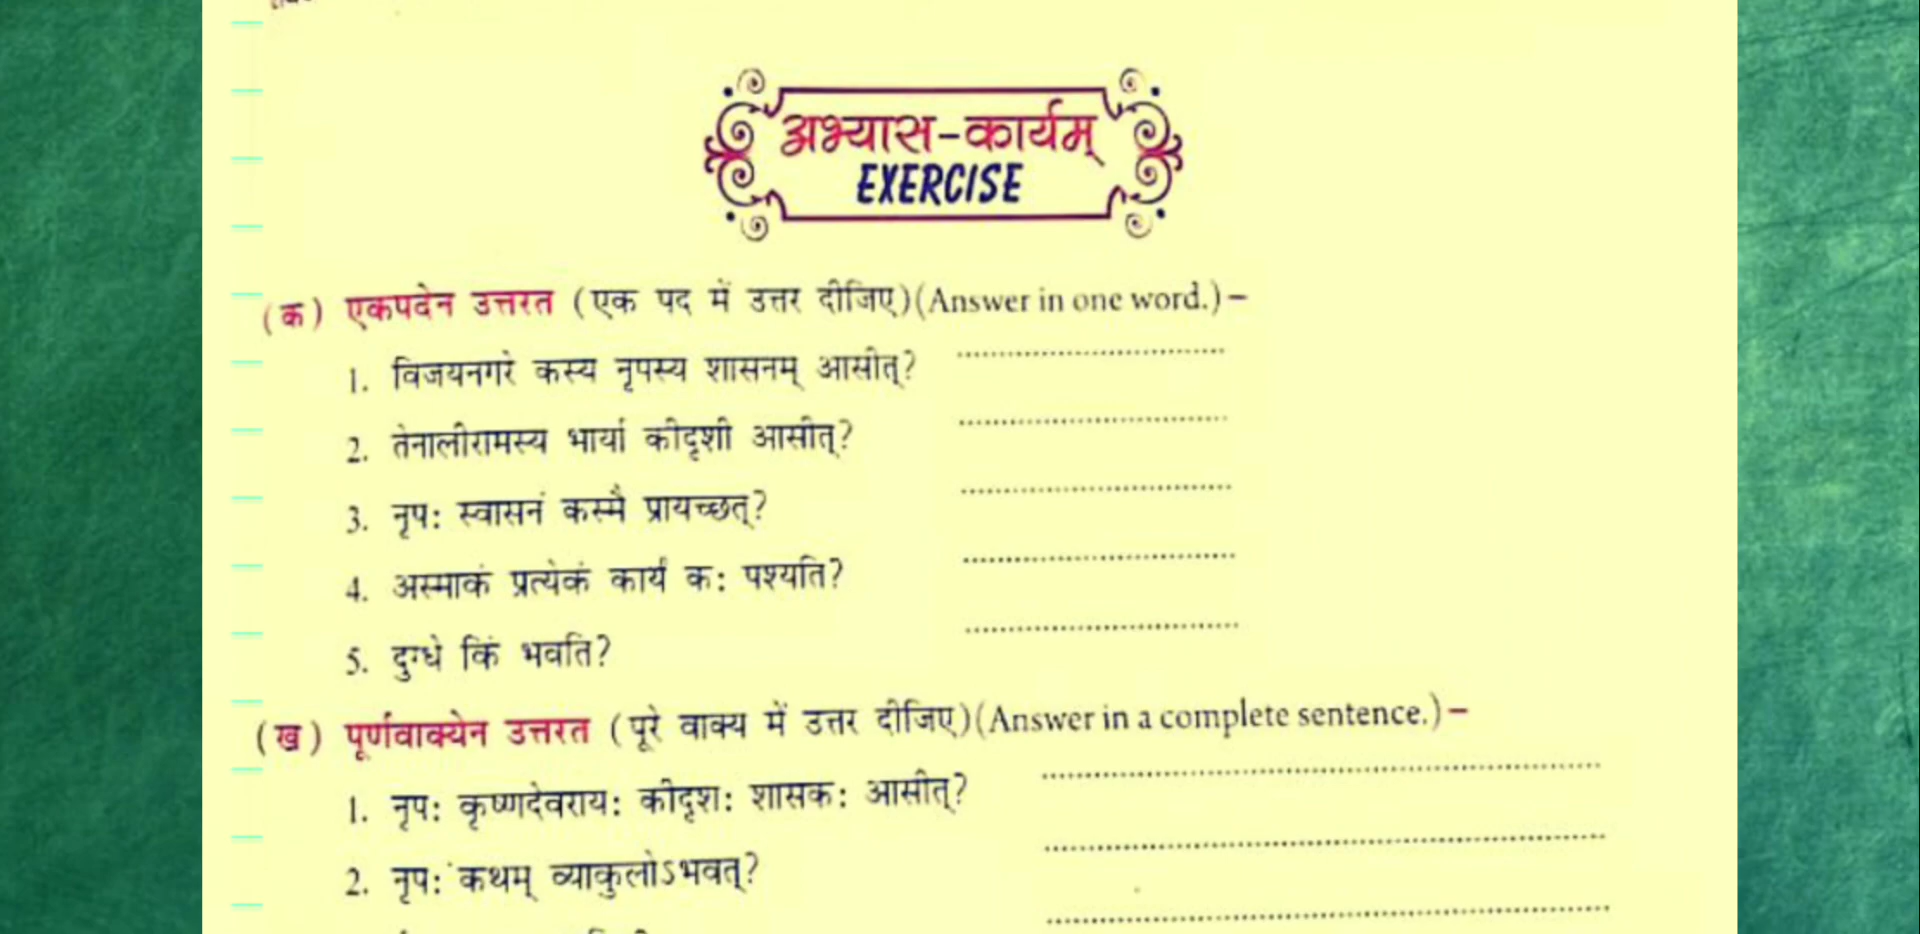 अभ्यास-कार्यम्
EXERCISE
(क) एकपदेन उत्तरत (एक पद में उत्तर दीजिए)(Answer in one word.)–
1. विजयनगरे कस्य नृपस्य शासनम् आसीत्? ..............................
2. तेनालीरामस्य भार्या कीदृशी आसीत्? ..............................
3. नृपः स्वासनं कस्मै प्रायच्छत्? ..............................
4. अस्माकं प्रत्येकं कार्यं कः पश्यति? ..............................
5. दुग्धे किं भवति? ..............................
(ख) पूर्णवाक्येन उत्तरत (पूरे वाक्य में उत्तर दीजिए)(Answer in a complete sentence.)–
1. नृपः कृष्णदेवरायः कीदृशः शासकः आसीत्? ..............................
2. नृपः कथम् व्याकुलोऽभवत्? ..............................